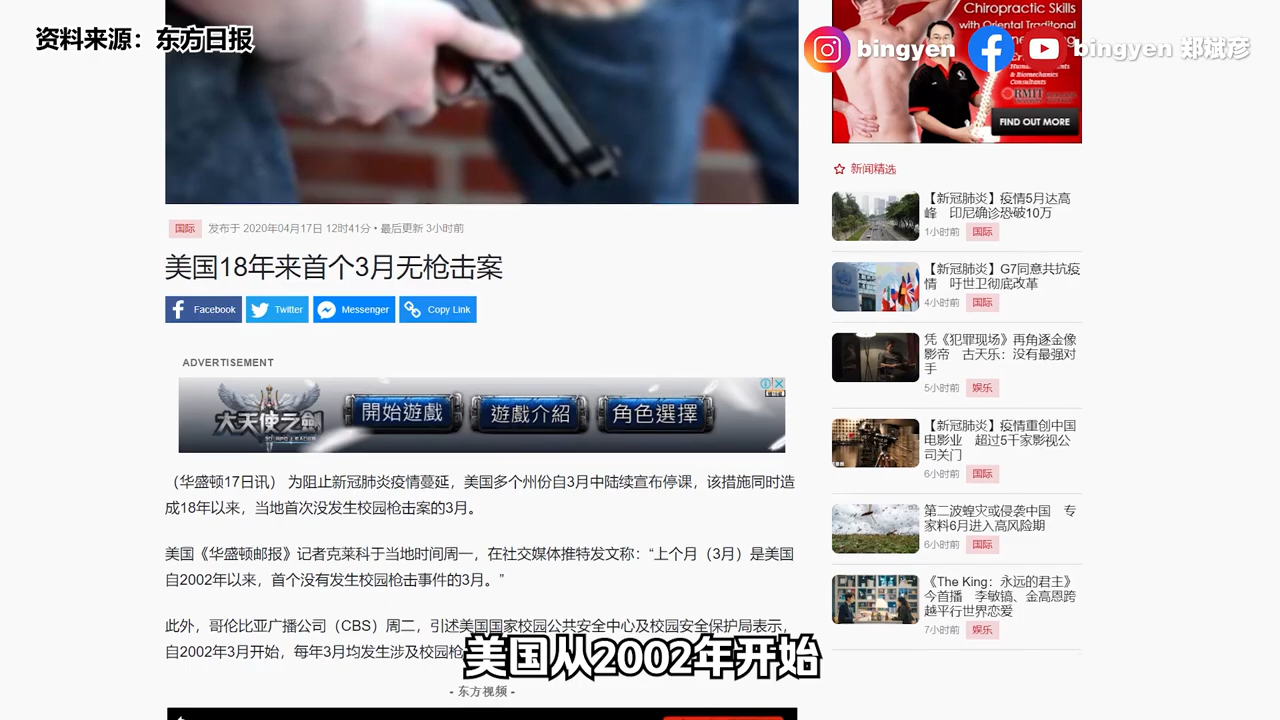 资料来源：东方日报
bingyen
bingyen 郑斌彦
Chiropractic Skills
with Oriental Traditonal
& Biomechanics
Consultants
RMIT
FIND OUT MORE
国际 发布于 2020年04月17日 12时41分 • 最后更新 3小时前
美国18年来首个3月无枪击案
Facebook
Twitter
Messenger
Copy Link
ADVERTISEMENT
大天使之劍
開始遊戲
遊戲介紹
角色選擇
（华盛顿17日讯） 为阻止新冠肺炎疫情蔓延，美国多个州份自3月中陆续宣布停课，该措施同时造
成18年以来，当地首次没发生校园枪击案的3月。
美国《华盛顿邮报》记者克莱科于当地时间周一，在社交媒体推特发文称：“上个月（3月）是美国
自2002年以来，首个没有发生校园枪击事件的3月。”
此外，哥伦比亚广播公司（CBS）周二，引述美国国家校园公共安全中心及校园安全保护局表示，
自2002年3月开始，每年3月均发生涉及校园枪
美国从2002年开始
- 东方视频 -
新闻精选
【新冠肺炎】疫情5月达高
峰 印尼确诊恐破10万
1小时前 国际
【新冠肺炎】G7同意共抗疫
情 吁世卫彻底改革
4小时前 国际
凭《犯罪现场》再角逐金像
影帝 古天乐：没有最强对
手
5小时前 娱乐
【新冠肺炎】疫情重创中国
电影业 超过5千家影视公
司关门
6小时前 国际
第二波蝗灾或侵袭中国 专
家料6月进入高风险期
6小时前 国际
《The King：永远的君主》
今首播 李敏镐、金高恩跨
越平行世界恋爱
7小时前 娱乐